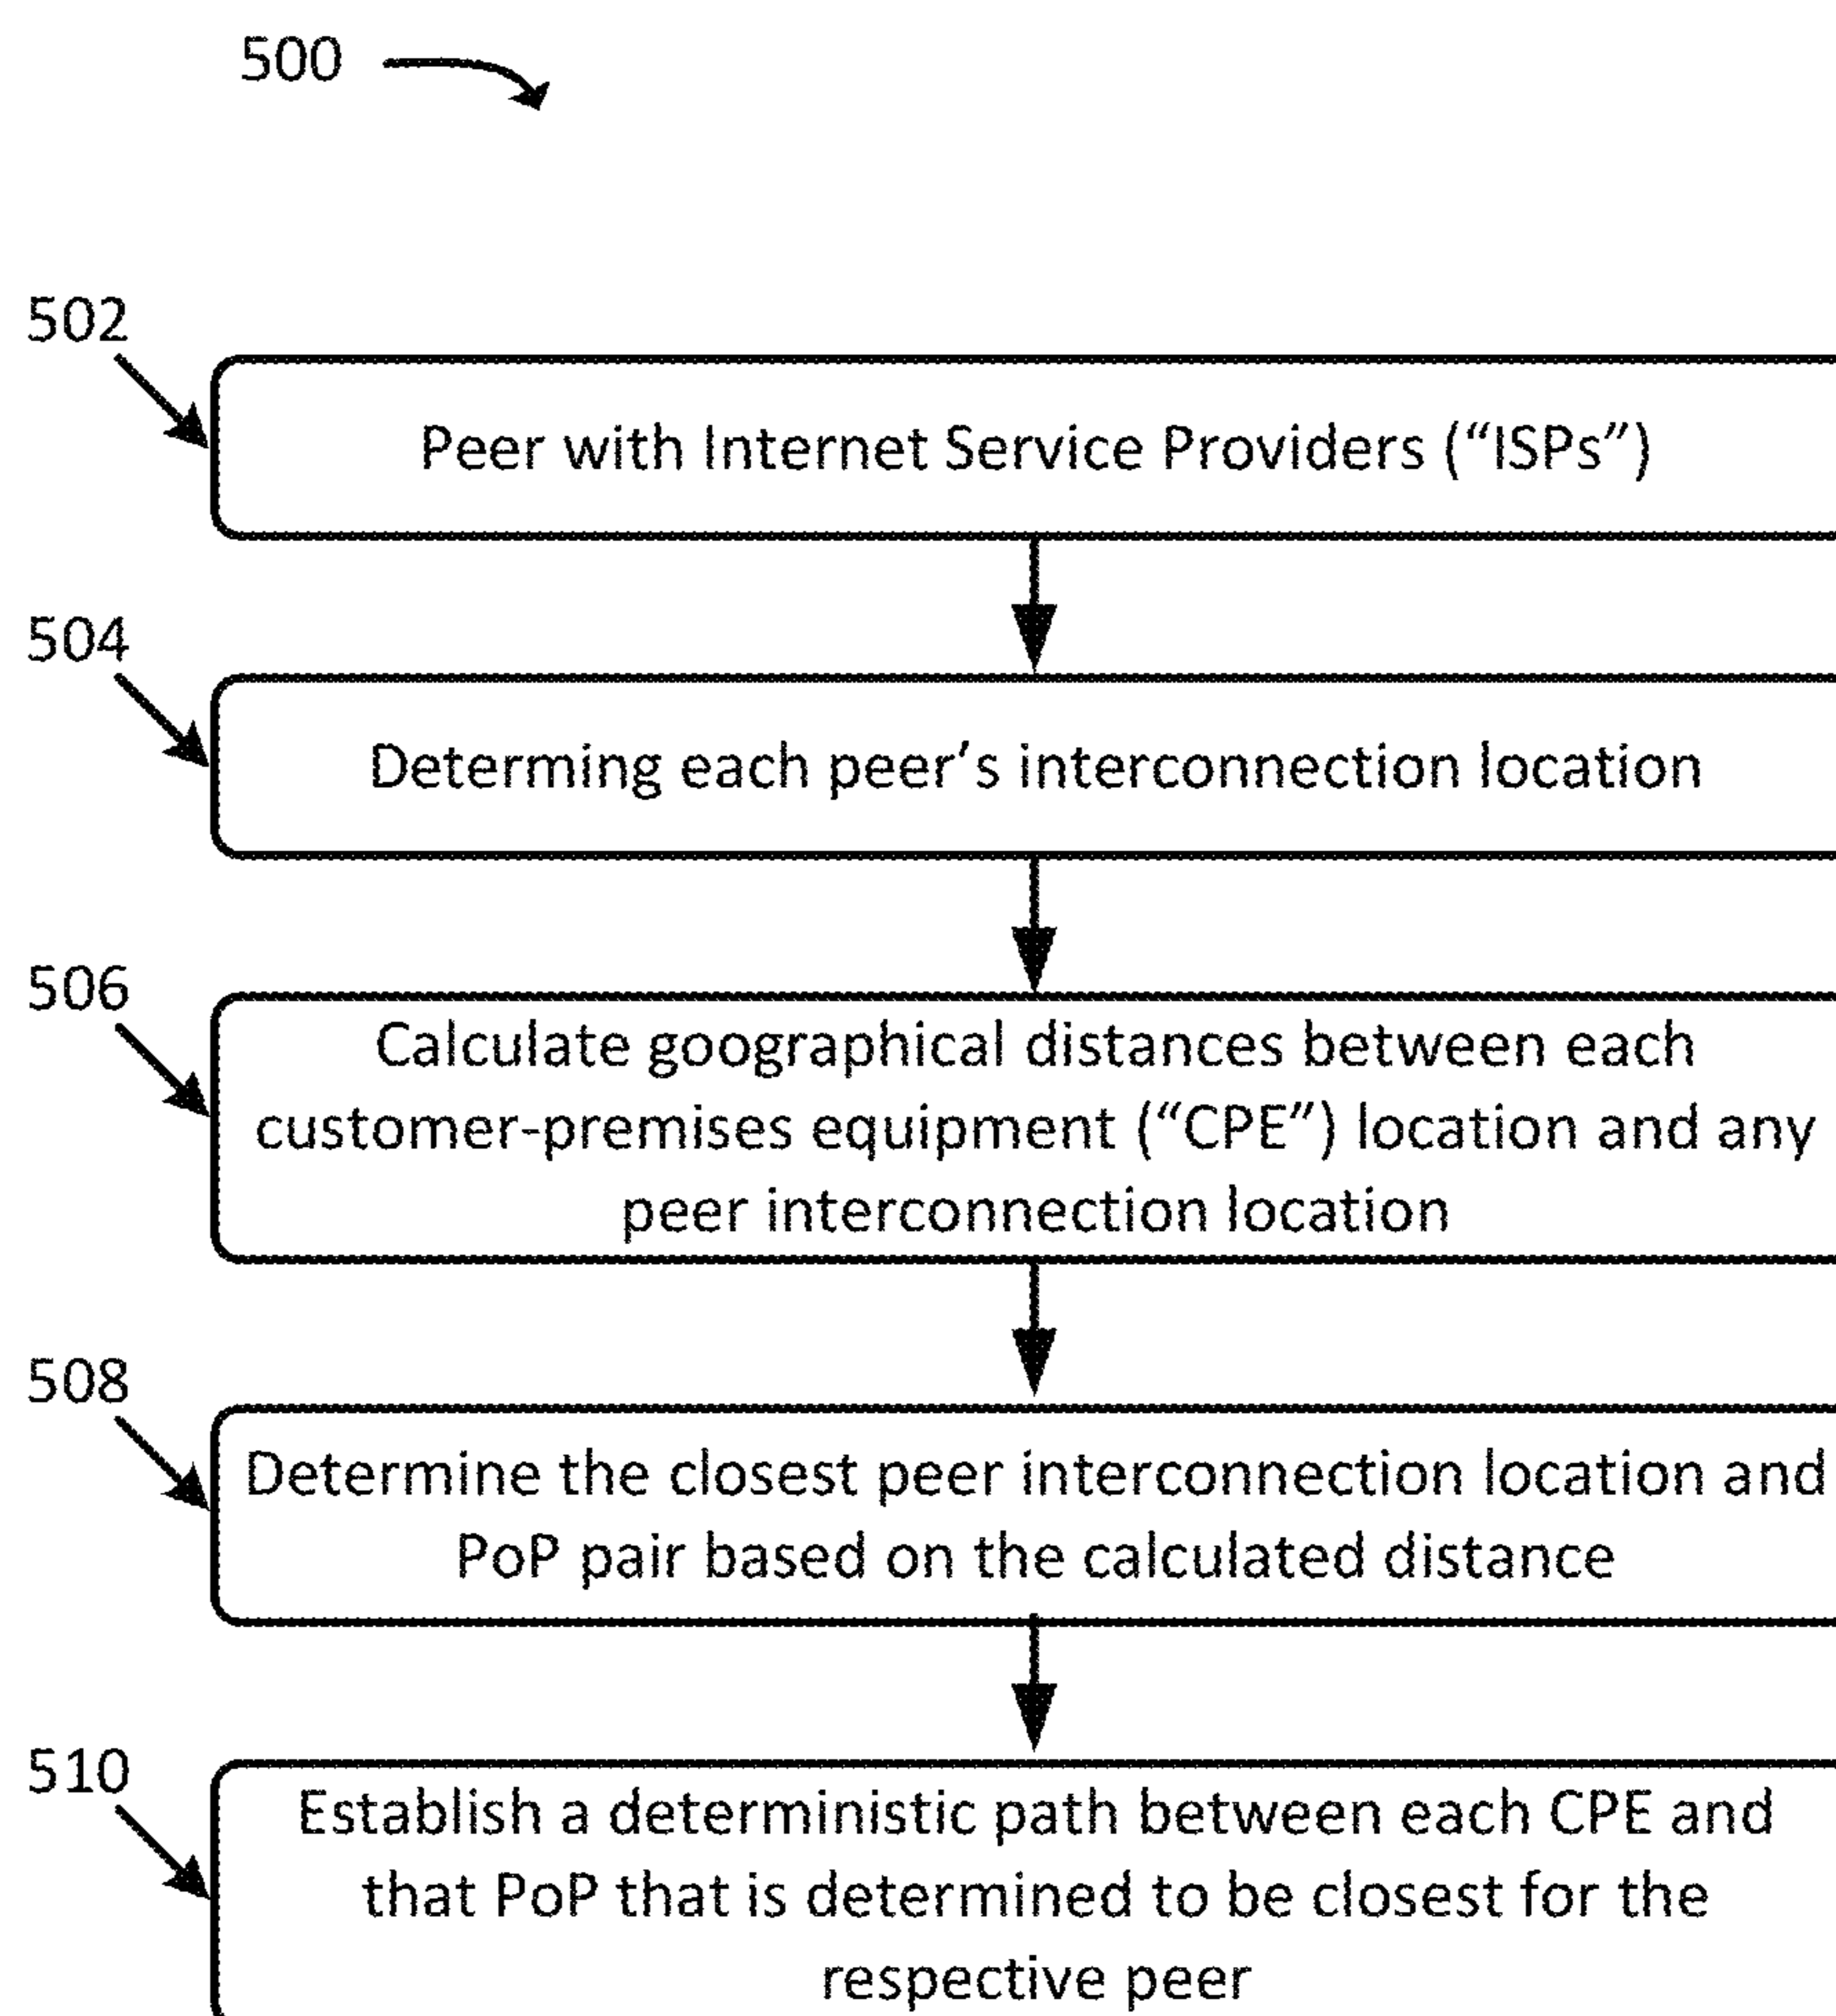 500
502
Peer with Internet Service Providers (“ISPs”)
504
Determing each peer’s interconnection location
506
Calculate goographical distances between each
customer-premises equipment (“CPE”) location and any
peer interconnection location
508
Determine the closest peer interconnection location and
PoP pair based on the calculated distance
510
Establish a deterministic path between each CPE and
that PoP that is determined to be closest for the
respective peer